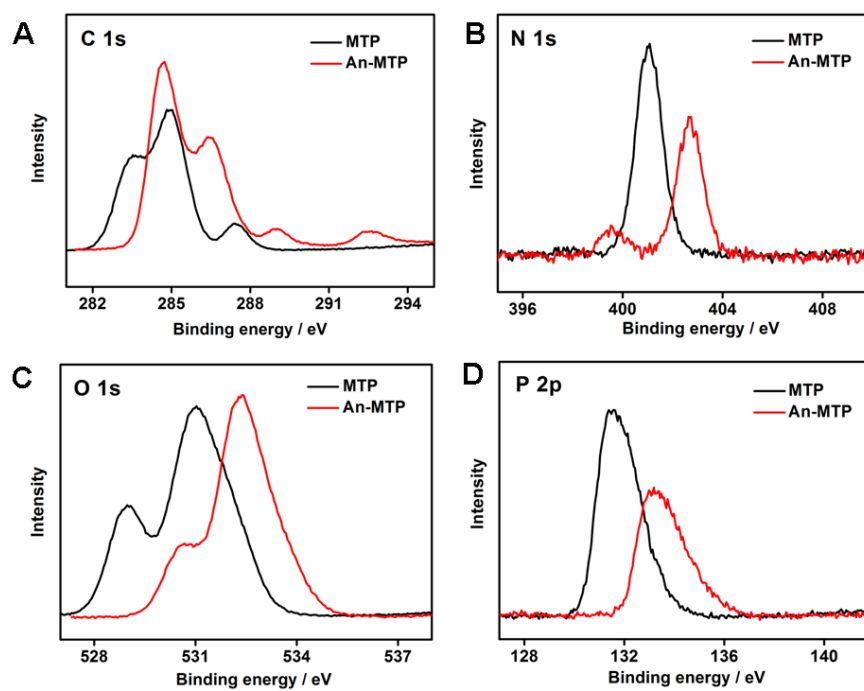 A
C 1s
MTP
An-MTP
Intensity
282 285 288 291 294
Binding energy / eV
B
N 1s
MTP
An-MTP
Intensity
396 400 404 408
Binding energy / eV
C
O 1s
MTP
An-MTP
Intensity
528 531 534 537
Binding energy / eV
D
P 2p
MTP
An-MTP
Intensity
128 132 136 140
Binding energy / eV